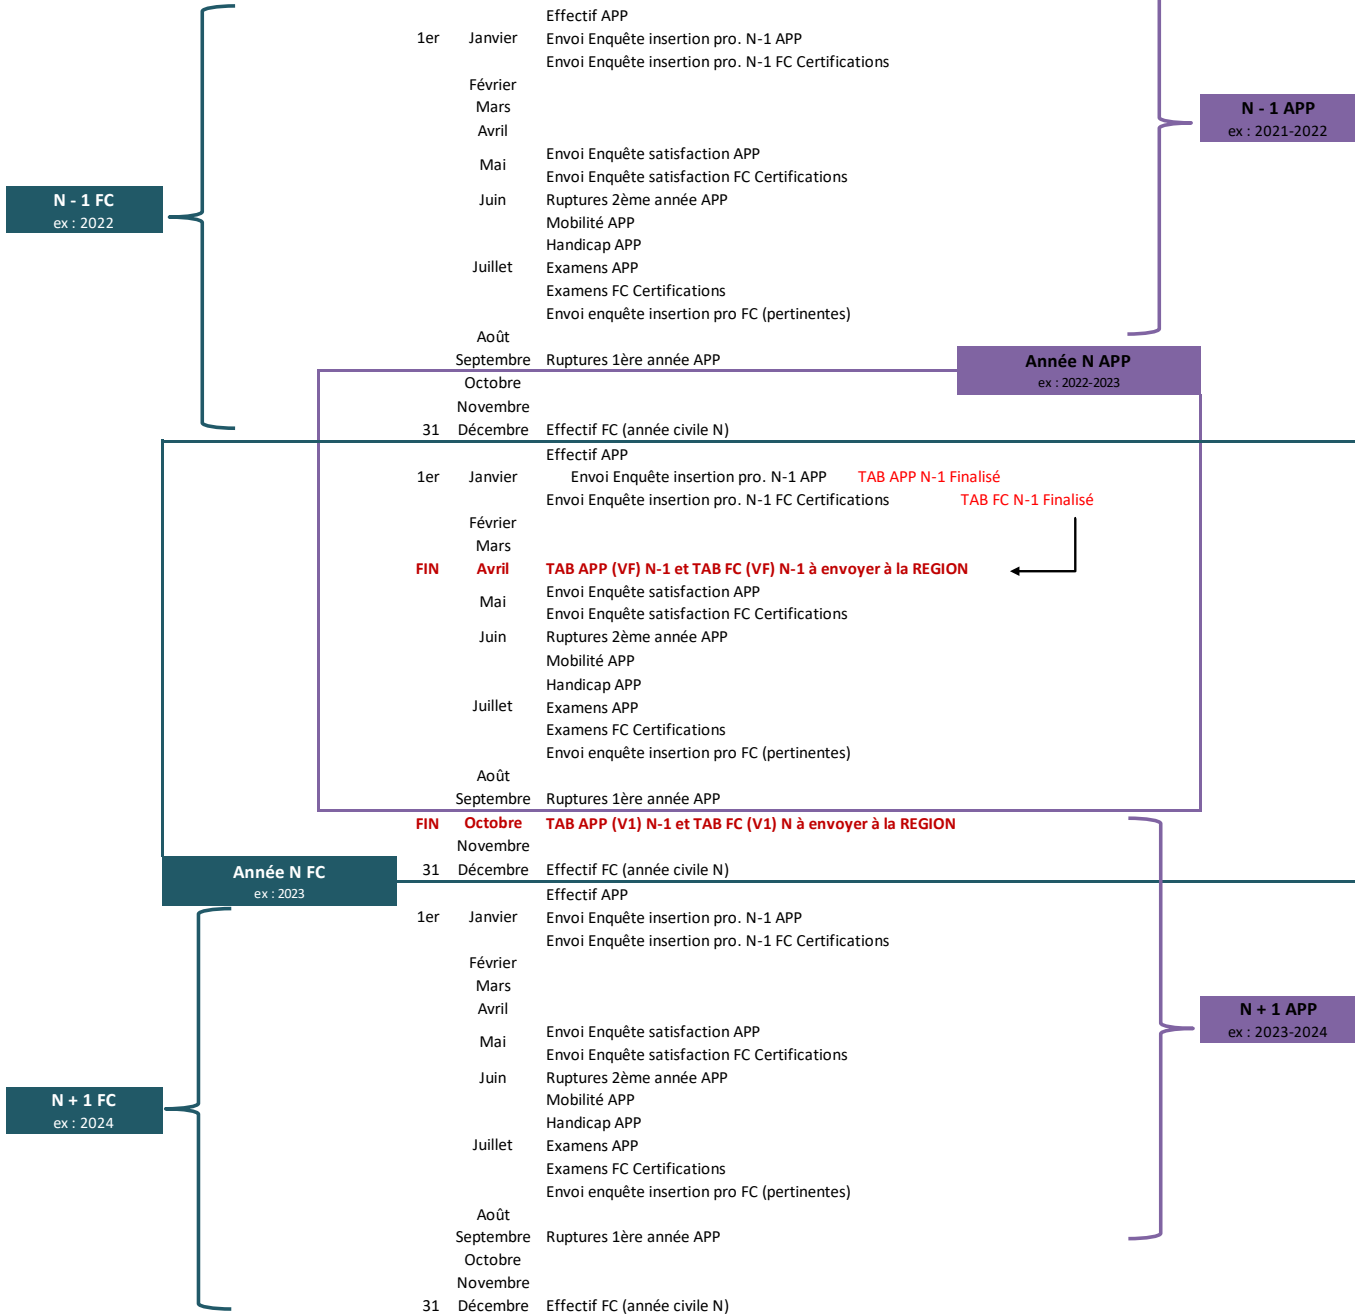 Effectif APP
1er Janvier Envoi Enquête insertion pro. N-1 APP
Envoi Enquête insertion pro. N-1 FC Certifications
Février
Mars
N - 1 APP
ex : 2021-2022
Avril
Mai
Envoi Enquête satisfaction APP
Envoi Enquête satisfaction FC Certifications
N - 1 FC
ex : 2022
Juin Ruptures 2ème année APP
Mobilité APP
Handicap APP
Juillet Examens APP
Examens FC Certifications
Envoi enquête insertion pro FC (pertinentes)
Août
Septembre Ruptures 1ère année APP
Année N APP
ex : 2022-2023
Octobre
Novembre
31 Décembre Effectif FC (année civile N)
Effectif APP
1er Janvier Envoi Enquête insertion pro. N-1 APP TAB APP N-1 Finalisé
Envoi Enquête insertion pro. N-1 FC Certifications TAB FC N-1 Finalisé
Février
Mars
FIN Avril TAB APP (VF) N-1 et TAB FC (VF) N-1 à envoyer à la REGION
Mai
Envoi Enquête satisfaction APP
Envoi Enquête satisfaction FC Certifications
Juin Ruptures 2ème année APP
Mobilité APP
Handicap APP
Juillet Examens APP
Examens FC Certifications
Envoi enquête insertion pro FC (pertinentes)
Août
Septembre Ruptures 1ère année APP
FIN Octobre TAB APP (V1) N-1 et TAB FC (V1) N à envoyer à la REGION
Novembre
31 Décembre Effectif FC (année civile N)
Année N FC
ex : 2023
Effectif APP
1er Janvier Envoi Enquête insertion pro. N-1 APP
Envoi Enquête insertion pro. N-1 FC Certifications
Février
Mars
Avril
N + 1 APP
ex : 2023-2024
Mai
Envoi Enquête satisfaction APP
Envoi Enquête satisfaction FC Certifications
Juin Ruptures 2ème année APP
N + 1 FC
ex : 2024
Mobilité APP
Handicap APP
Juillet Examens APP
Examens FC Certifications
Envoi enquête insertion pro FC (pertinentes)
Août
Septembre Ruptures 1ère année APP
Octobre
Novembre
31 Décembre Effectif FC (année civile N)